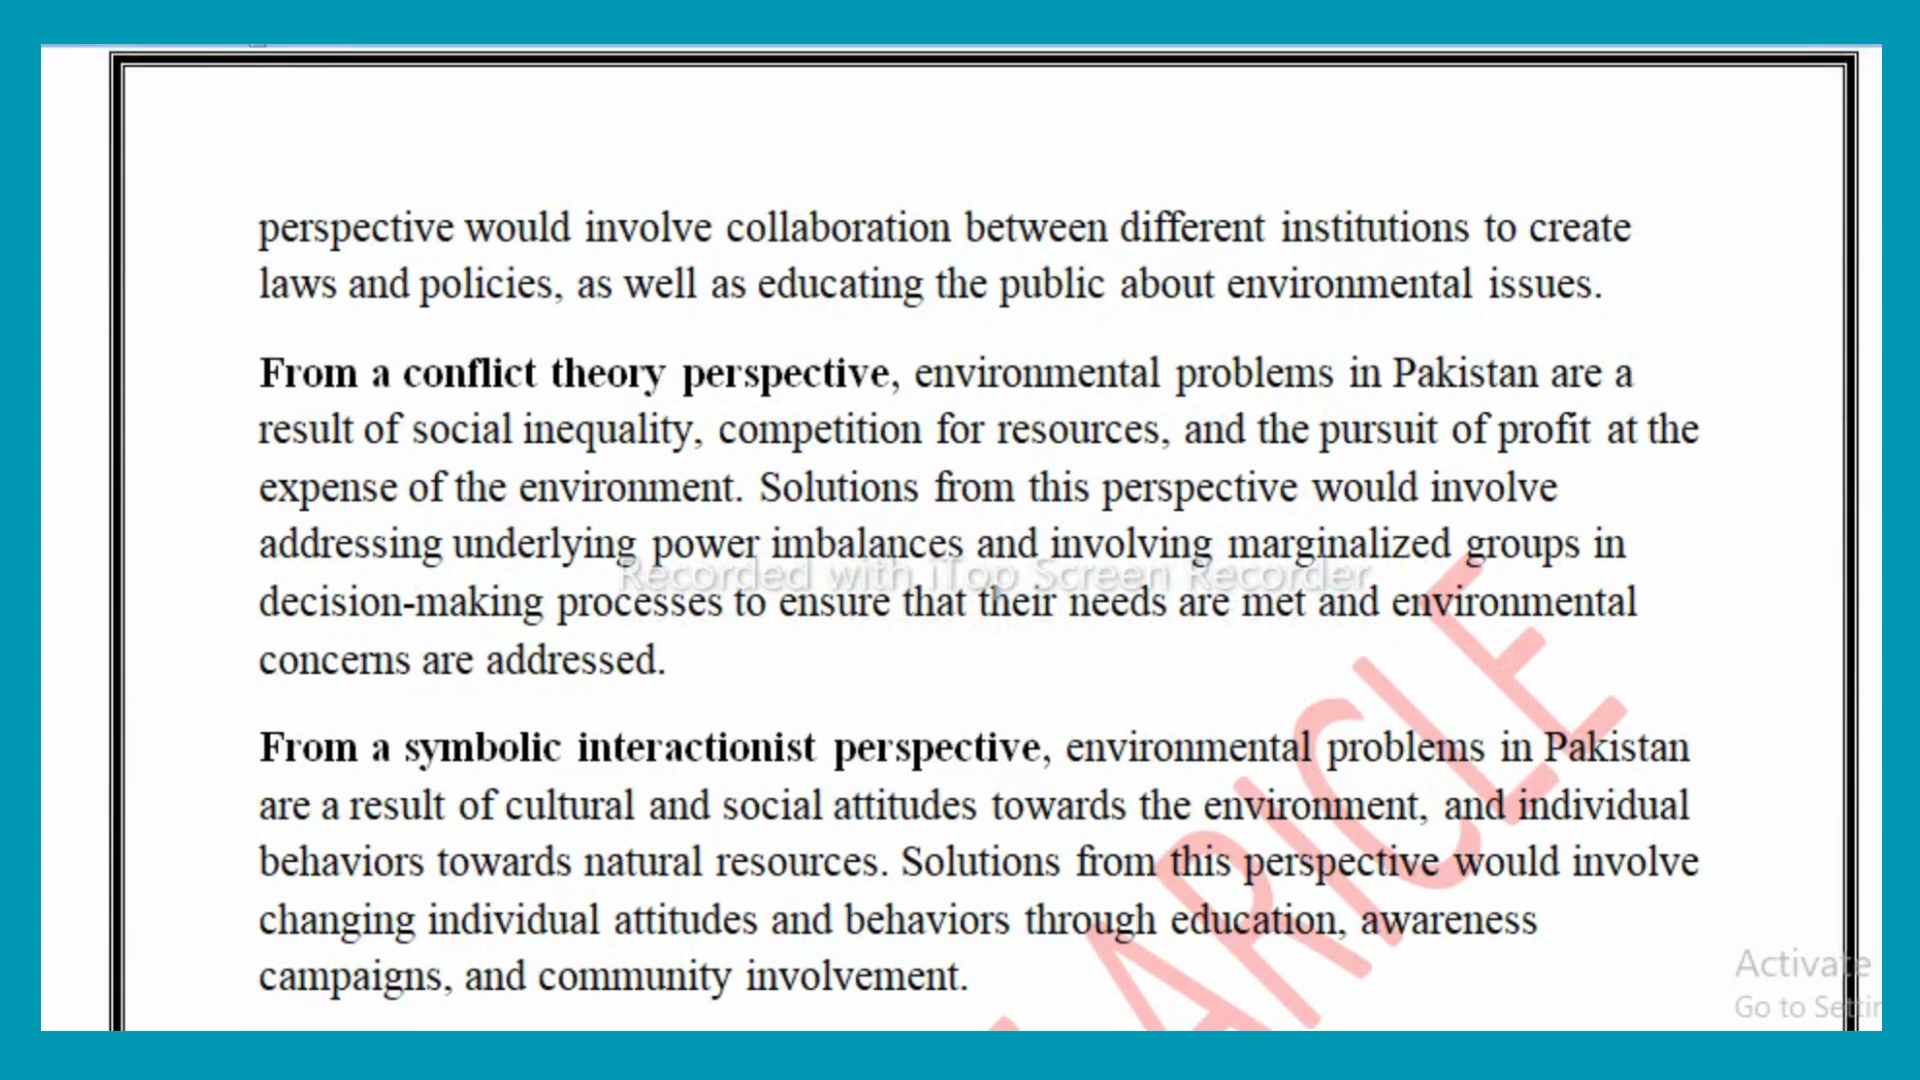 perspective would involve collaboration between different institutions to create
laws and policies, as well as educating the public about environmental issues.
From a conflict theory perspective, environmental problems in Pakistan are a
result of social inequality, competition for resources, and the pursuit of profit at the
expense of the environment. Solutions from this perspective would involve
addressing underlying power imbalances and involving marginalized groups in
Recorded with iTop Screen Recorder
decision-making processes to ensure that their needs are met and environmental
concerns are addressed.
From a symbolic interactionist perspective, environmental problems in Pakistan
are a result of cultural and social attitudes towards the environment, and individual
behaviors towards natural resources. Solutions from this perspective would involve
changing individual attitudes and behaviors through education, awareness
campaigns, and community involvement.
ARICLE
Activate
Go to Settin